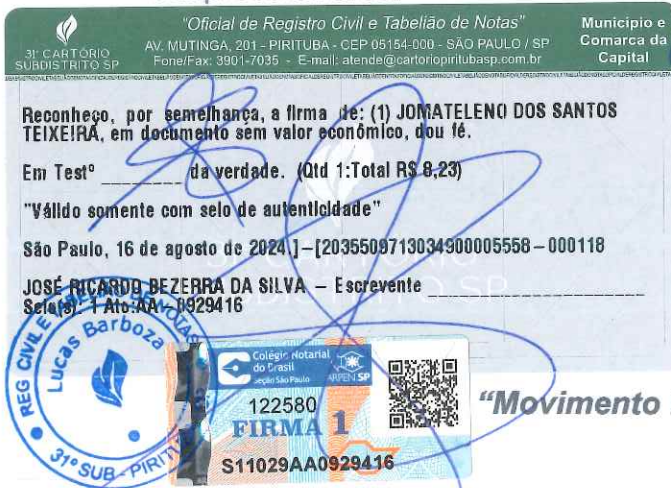 31º CARTÓRIO
SUBDISTRITO SP
"Oficial de Registro Civil e Tabelião de Notas"
AV. MUTINGA, 201 - PIRITUBA - CEP 05154-000 - SÃO PAULO / SP
Fone/Fax: 3901-7035 - E-mail: atende@cartoriopiritubasp.com.br
Município e
Comarca da
Capital
Reconheço, por semelhança, a firma de: (1) JOMATELENO DOS SANTOS
TEIXEIRA, em documento sem valor econômico, dou fé.
Em Testº ________ da verdade. (Qtd 1:Total R$ 8,23)
"Válido somente com selo de autenticidade"
São Paulo, 16 de agosto de 2024.]-[2035509713034900005558-000118
JOSÉ RICARDO BEZERRA DA SILVA - Escrevente
Selo(s): 1 Ato:AA-0929416
REG CIVIL E
Lucas Barboza
31º SUB - PIRIT
Colégio Notarial
do Brasil
Seção São Paulo
ARPEN SP
122580
FIRMA 1
S11029AA0929416
"Movimento